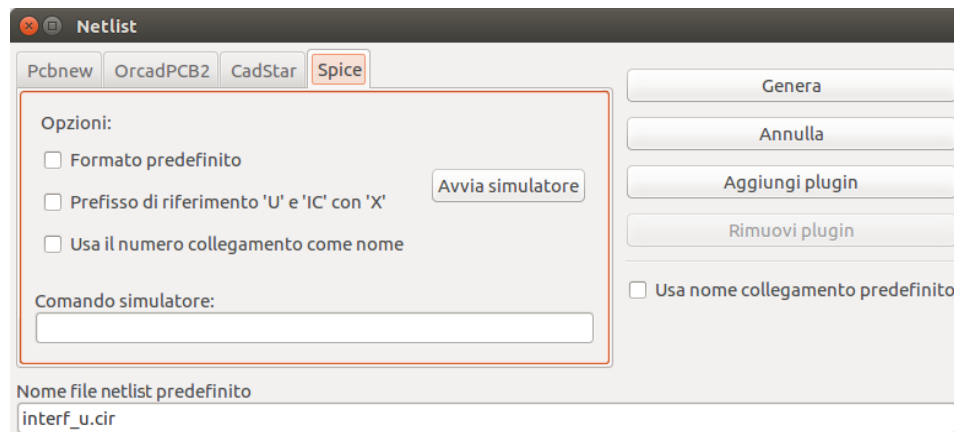 Netlist
Pcbnew OrcadPCB2 CadStar Spice
Opzioni:
Formato predefinito
Prefisso di riferimento 'U' e 'IC' con 'X'
Usa il numero collegamento come nome
Avvia simulatore
Comando simulatore:
Genera
Annulla
Aggiungi plugin
Rimuovi plugin
Usa nome collegamento predefinito
Nome file netlist predefinito
interf_u.cir